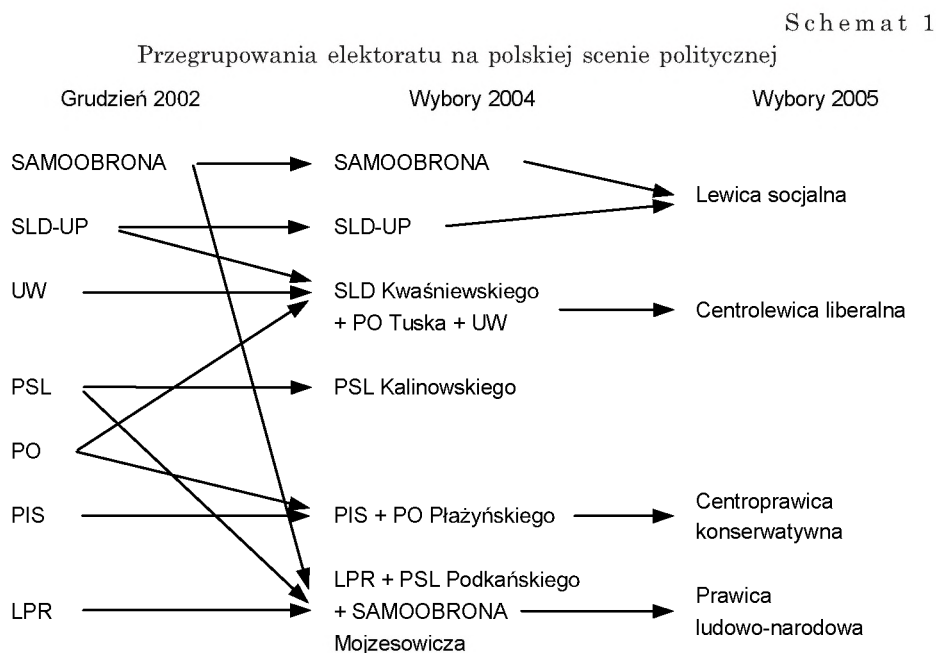 Schemat 1
Przegrupowania elektoratu na polskiej scenie politycznej
Grudzień 2002 Wybory 2004 Wybory 2005
SAMOOBRONA SAMOOBRONA
Lewica socjalna
SLD-UP SLD-UP
UW SLD Kwaśniewskiego
+ PO Tuska + UW Centrolewica liberalna
PSL PSL Kalinowskiego
PO
PIS PIS + PO Płażyńskiego Centroprawica
konserwatywna
LPR LPR + PSL Podkańskiego
+ SAMOOBRONA
Mojzesowicza
Prawica
ludowo-narodowa